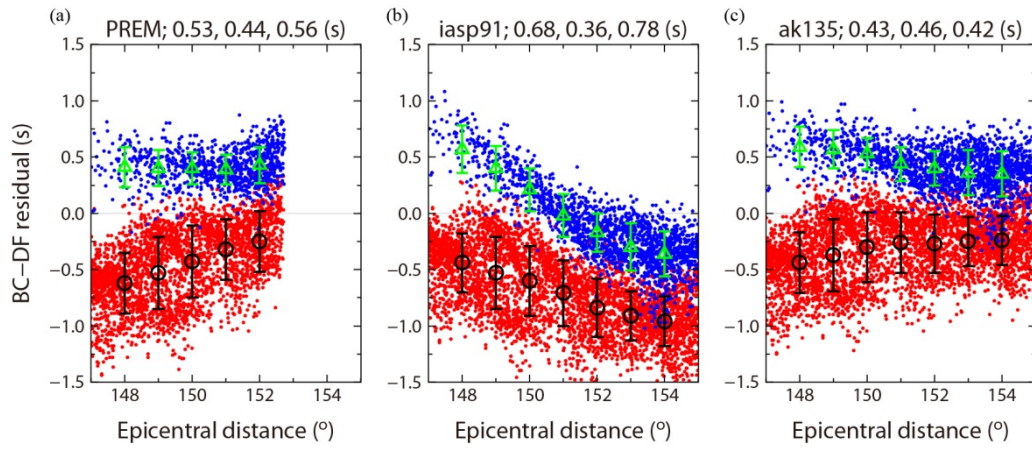 (a) PREM; 0.53, 0.44, 0.56 (s)
(b) iasp91; 0.68, 0.36, 0.78 (s)
(c) ak135; 0.43, 0.46, 0.42 (s)
BC−DF residual (s)
1.5 1.5 1.5
1.0 1.0 1.0
0.5 0.5 0.5
0.0 0.0 0.0
−0.5 −0.5 −0.5
−1.0 −1.0 −1.0
−1.5 −1.5 −1.5
148 150 152 154 148 150 152 154 148 150 152 154
Epicentral distance (º) Epicentral distance (º) Epicentral distance (º)